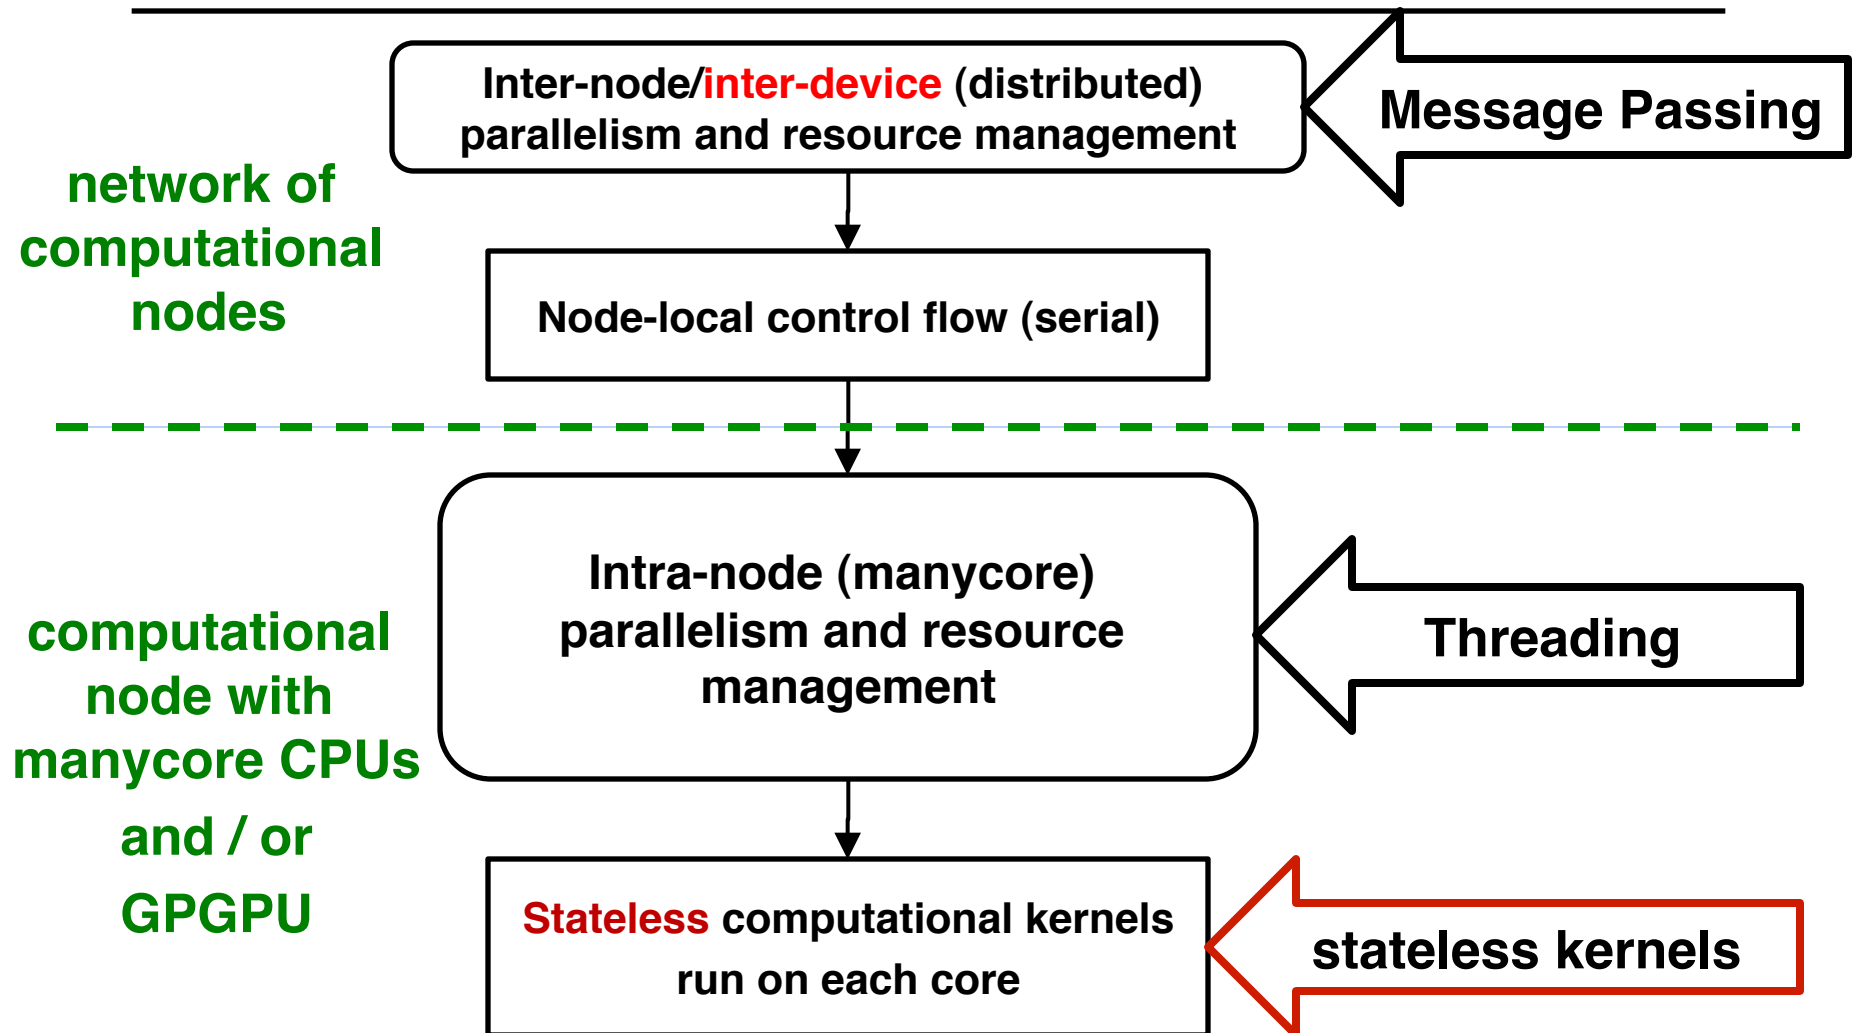 Inter-node/inter-device (distributed)
parallelism and resource management
Message Passing
network of
computational
nodes
Node-local control flow (serial)
Intra-node (manycore)
parallelism and resource
management
Threading
computational
node with
manycore CPUs
and / or
GPGPU
Stateless computational kernels
run on each core
stateless kernels